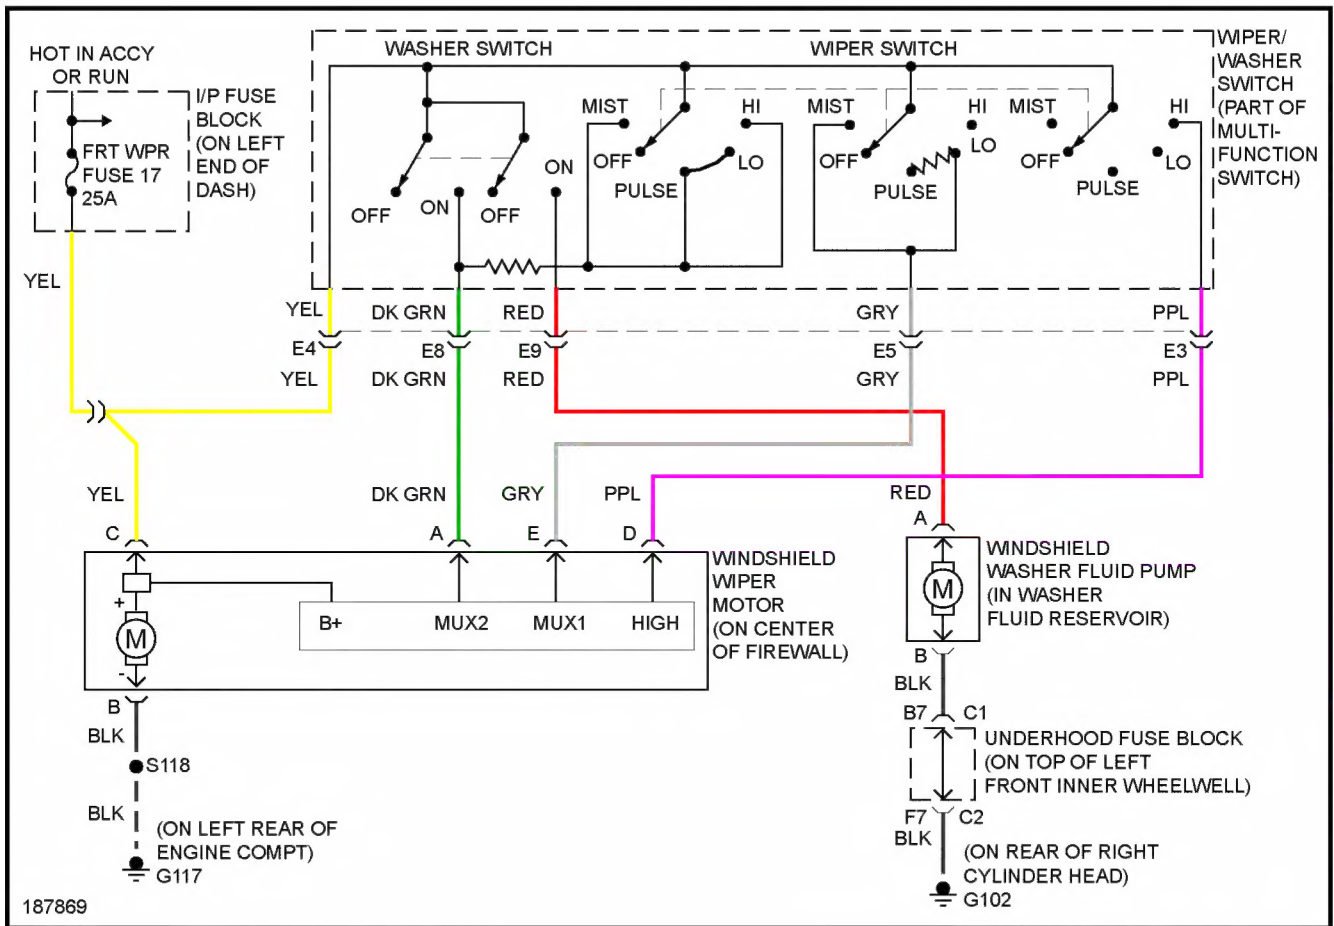 HOT IN ACCY
OR RUN
I/P FUSE
BLOCK
(ON LEFT
END OF
DASH)
FRT WPR
FUSE 17
25A
WASHER SWITCH
WIPER SWITCH
WIPER/
WASHER
SWITCH
(PART OF
MULTI-
FUNCTION
SWITCH)
MIST
HI
MIST
HI
MIST
HI
OFF
LO
OFF
LO
OFF
LO
ON
PULSE
PULSE
PULSE
OFF
ON
OFF
YEL
YEL
DK GRN
RED
GRY
PPL
E4
E8
E9
E5
E3
YEL
DK GRN
RED
GRY
PPL
YEL
DK GRN
GRY
PPL
RED
C
A
E
D
A
WINDSHIELD
WIPER
MOTOR
(ON CENTER
OF FIREWALL)
+
M
-
B+
MUX2
MUX1
HIGH
M
WINDSHIELD
WASHER FLUID PUMP
(IN WASHER
FLUID RESERVOIR)
B
BLK
S118
BLK
(ON LEFT REAR OF
ENGINE COMPT)
G117
B
BLK
B7
C1
UNDERHOOD FUSE BLOCK
(ON TOP OF LEFT
FRONT INNER WHEELWELL)
F7
C2
BLK
(ON REAR OF RIGHT
CYLINDER HEAD)
G102
187869